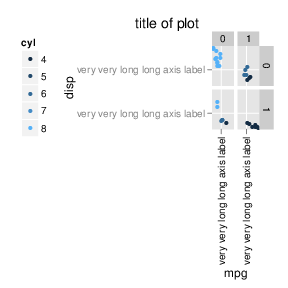 title of plot
0 1
cyl
4
5
6
7
8
disp
very very long long axis label
very very long long axis label
0
1
very very long long axis label
very very long long axis label
mpg